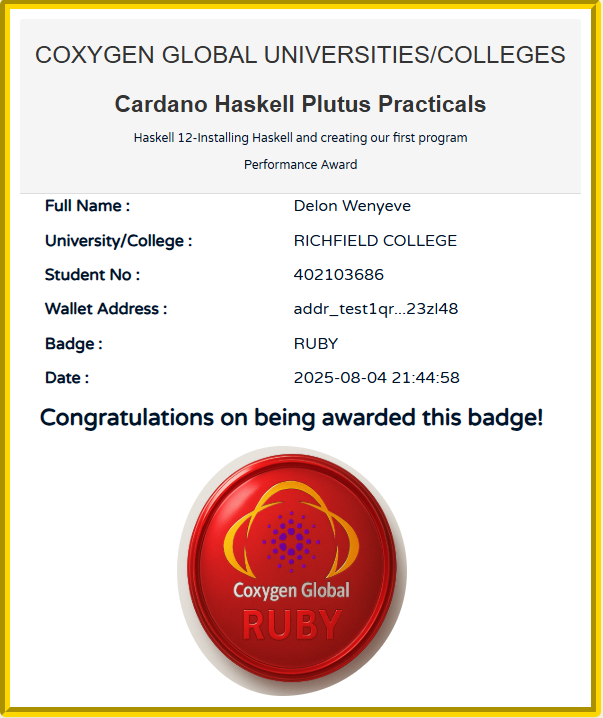 COXYGEN GLOBAL UNIVERSITIES/COLLEGES
Cardano Haskell Plutus Practicals
Haskell 12-Installing Haskell and creating our first program
Performance Award
Full Name : Delon Wenyeve
University/College : RICHFIELD COLLEGE
Student No : 402103686
Wallet Address : addr_test1qr...23zl48
Badge : RUBY
Date : 2025-08-04 21:44:58
Congratulations on being awarded this badge!
Coxygen Global
RUBY